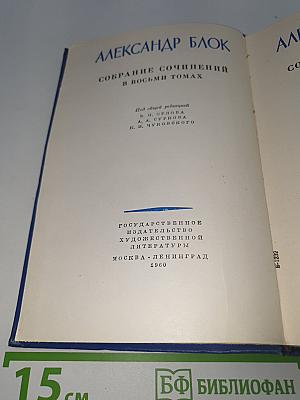 АЛЕКСАНДР БЛОК
СОБРАНИЕ СОЧИНЕНИЙ
В ВОСЬМИ ТОМАХ
Под общей редакцией
В. Н. ОРЛОВА
А. А. СУРКОВА
К. И. ЧУКОВСКОГО
ГОСУДАРСТВЕННОЕ
ИЗДАТЕЛЬСТВО
ХУДОЖЕСТВЕННОЙ
ЛИТЕРАТУРЫ
МОСКВА · ЛЕНИНГРАД
1960
15 см
БФ БИБЛИОФАН